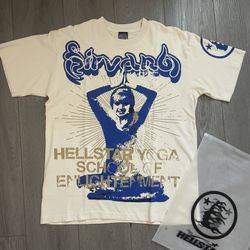 Nirvana
HELLSTAR YOGA
SCHOOL OF
ENLIGHTENMENT
HELLSTAR